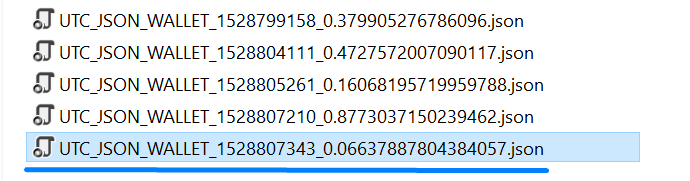 UTC_JSON_WALLET_1528799158_0.379905276786096.json
UTC_JSON_WALLET_1528804111_0.4727572007090117.json
UTC_JSON_WALLET_1528805261_0.16068195719959788.json
UTC_JSON_WALLET_1528807210_0.8773037150239462.json
UTC_JSON_WALLET_1528807343_0.06637887804384057.json